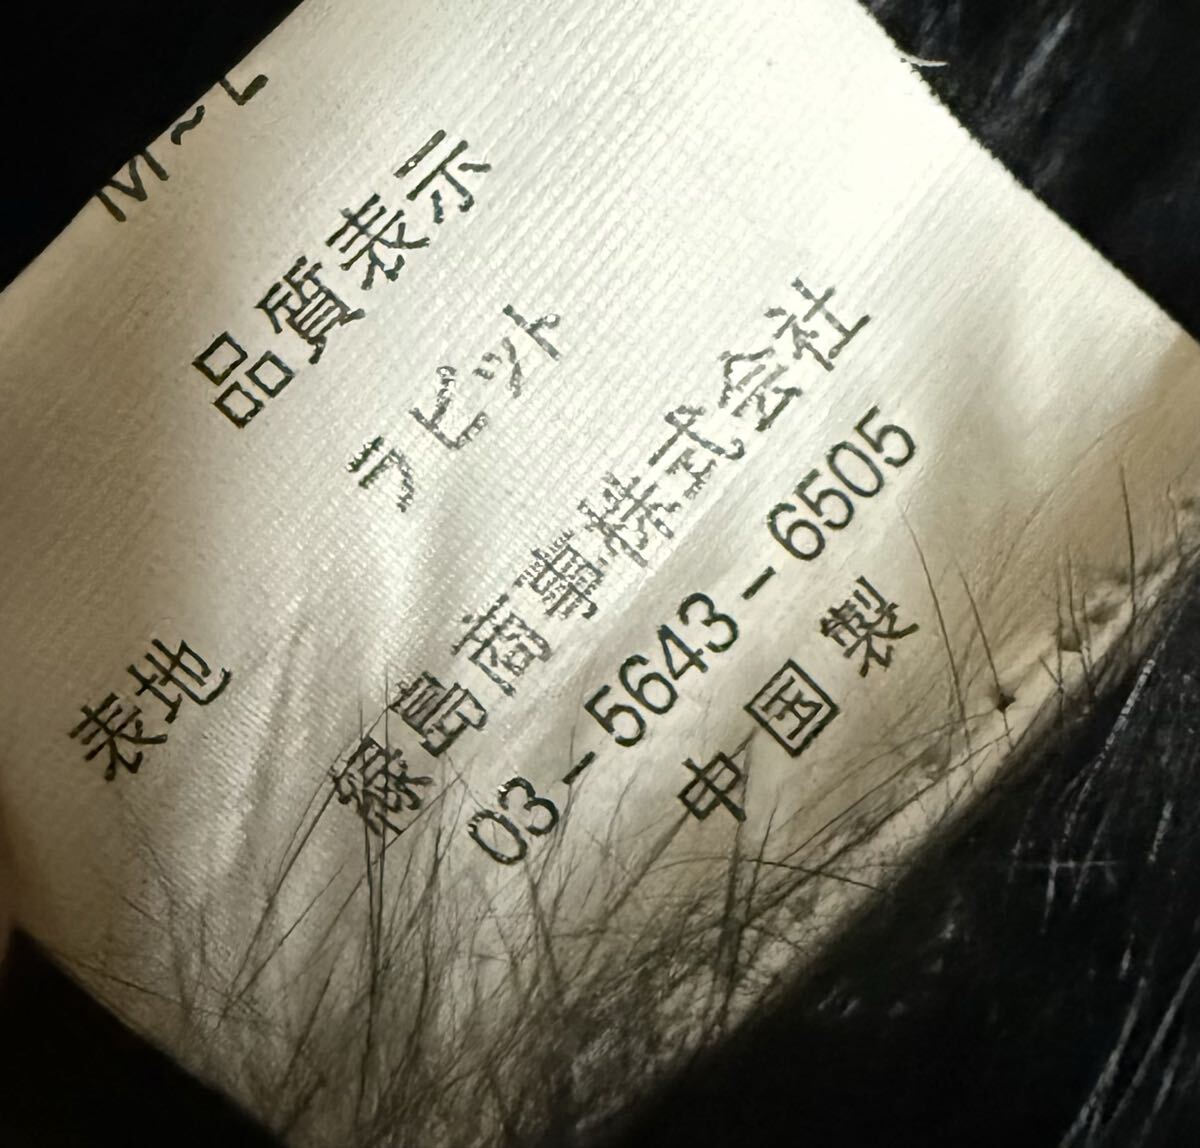 M~L
品質表示
表地 ラビット
緑島商事株式会社
03-5643-6505
中国製